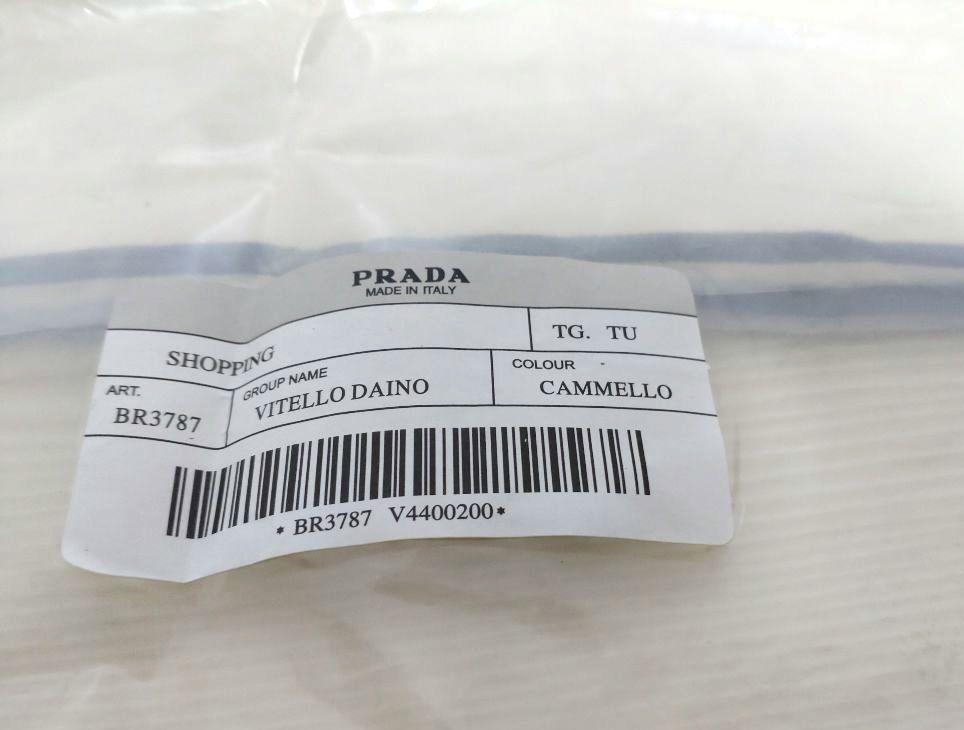 PRADA
MADE IN ITALY
SHOPPING
TG. TU
ART.
BR3787
GROUP NAME
VITELLO DAINO
COLOUR
CAMMELLO
* BR3787 V4400200*